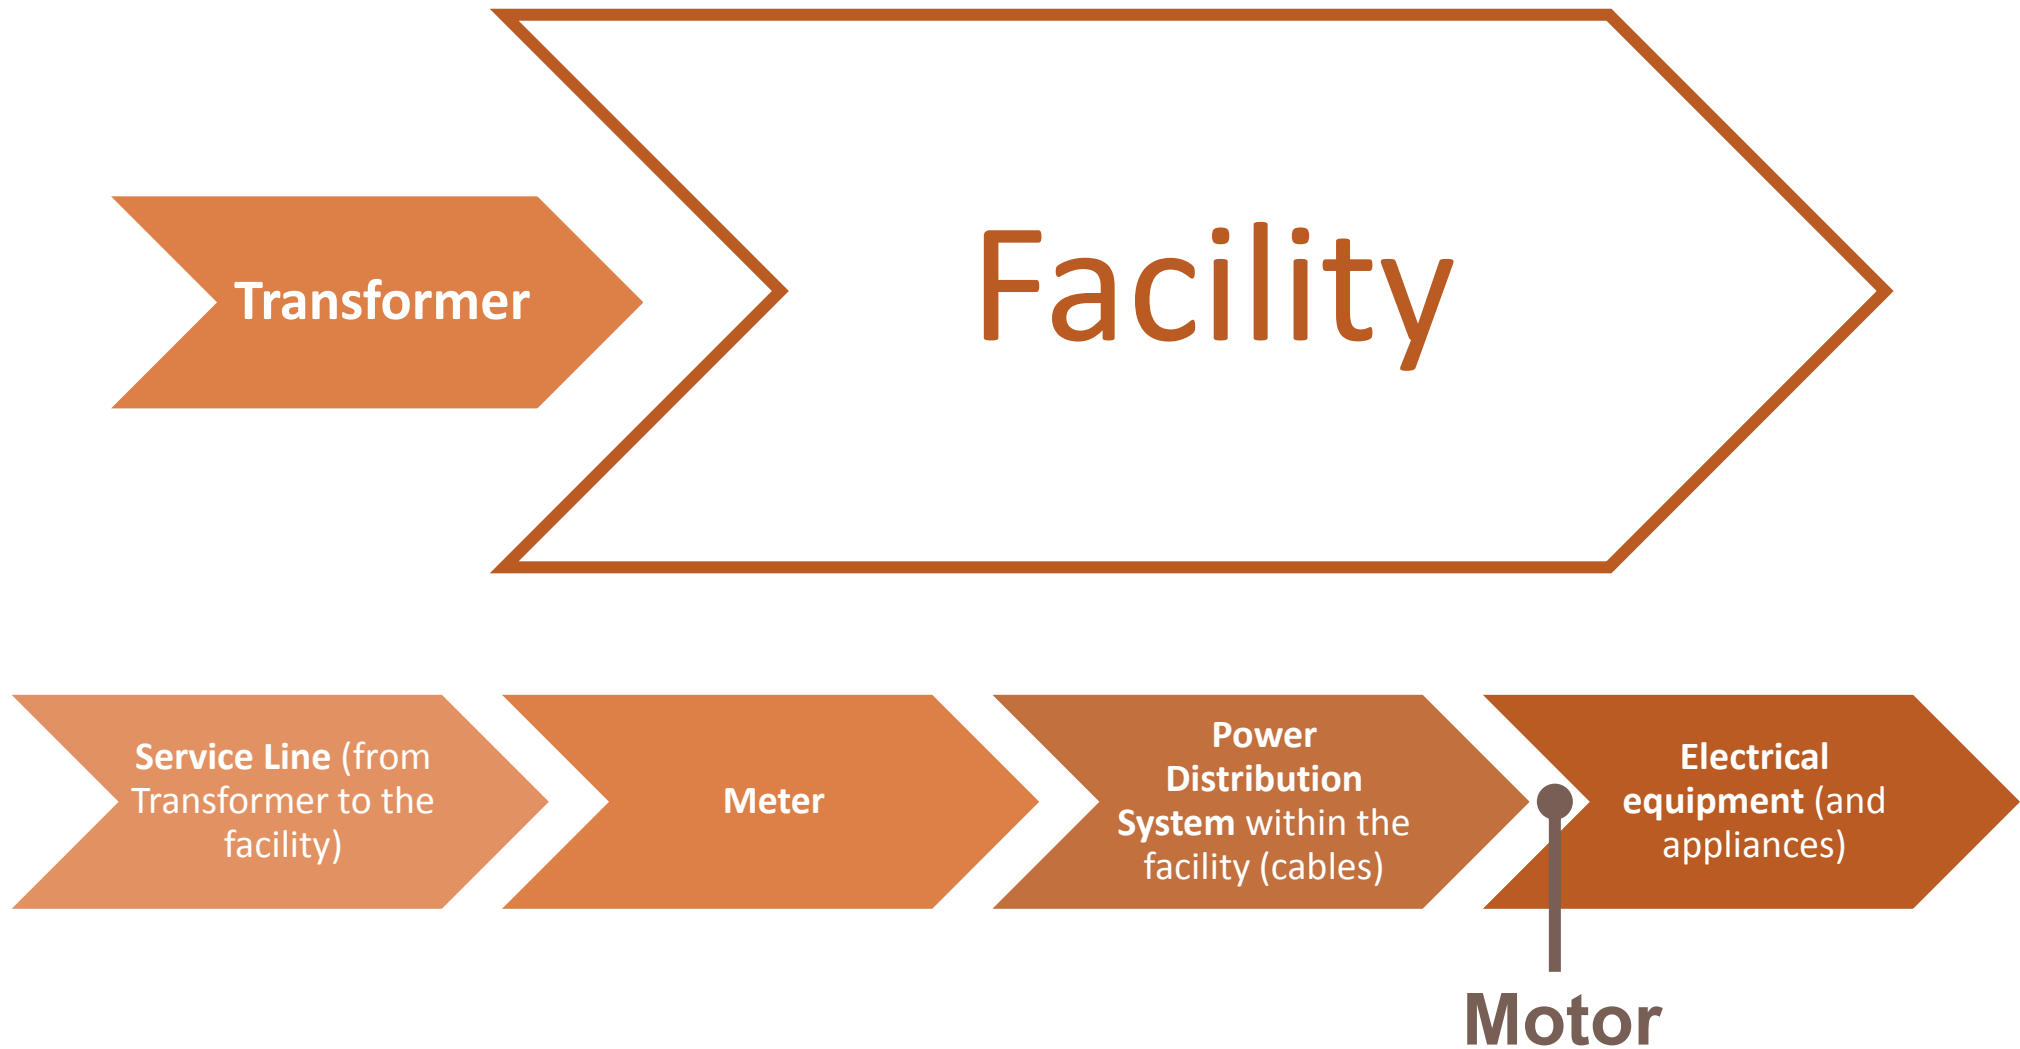 Transformer
Facility
Service Line (from
Transformer to the
facility)
Meter
Power
Distribution
System within the
facility (cables)
Electrical
equipment (and
appliances)
Motor